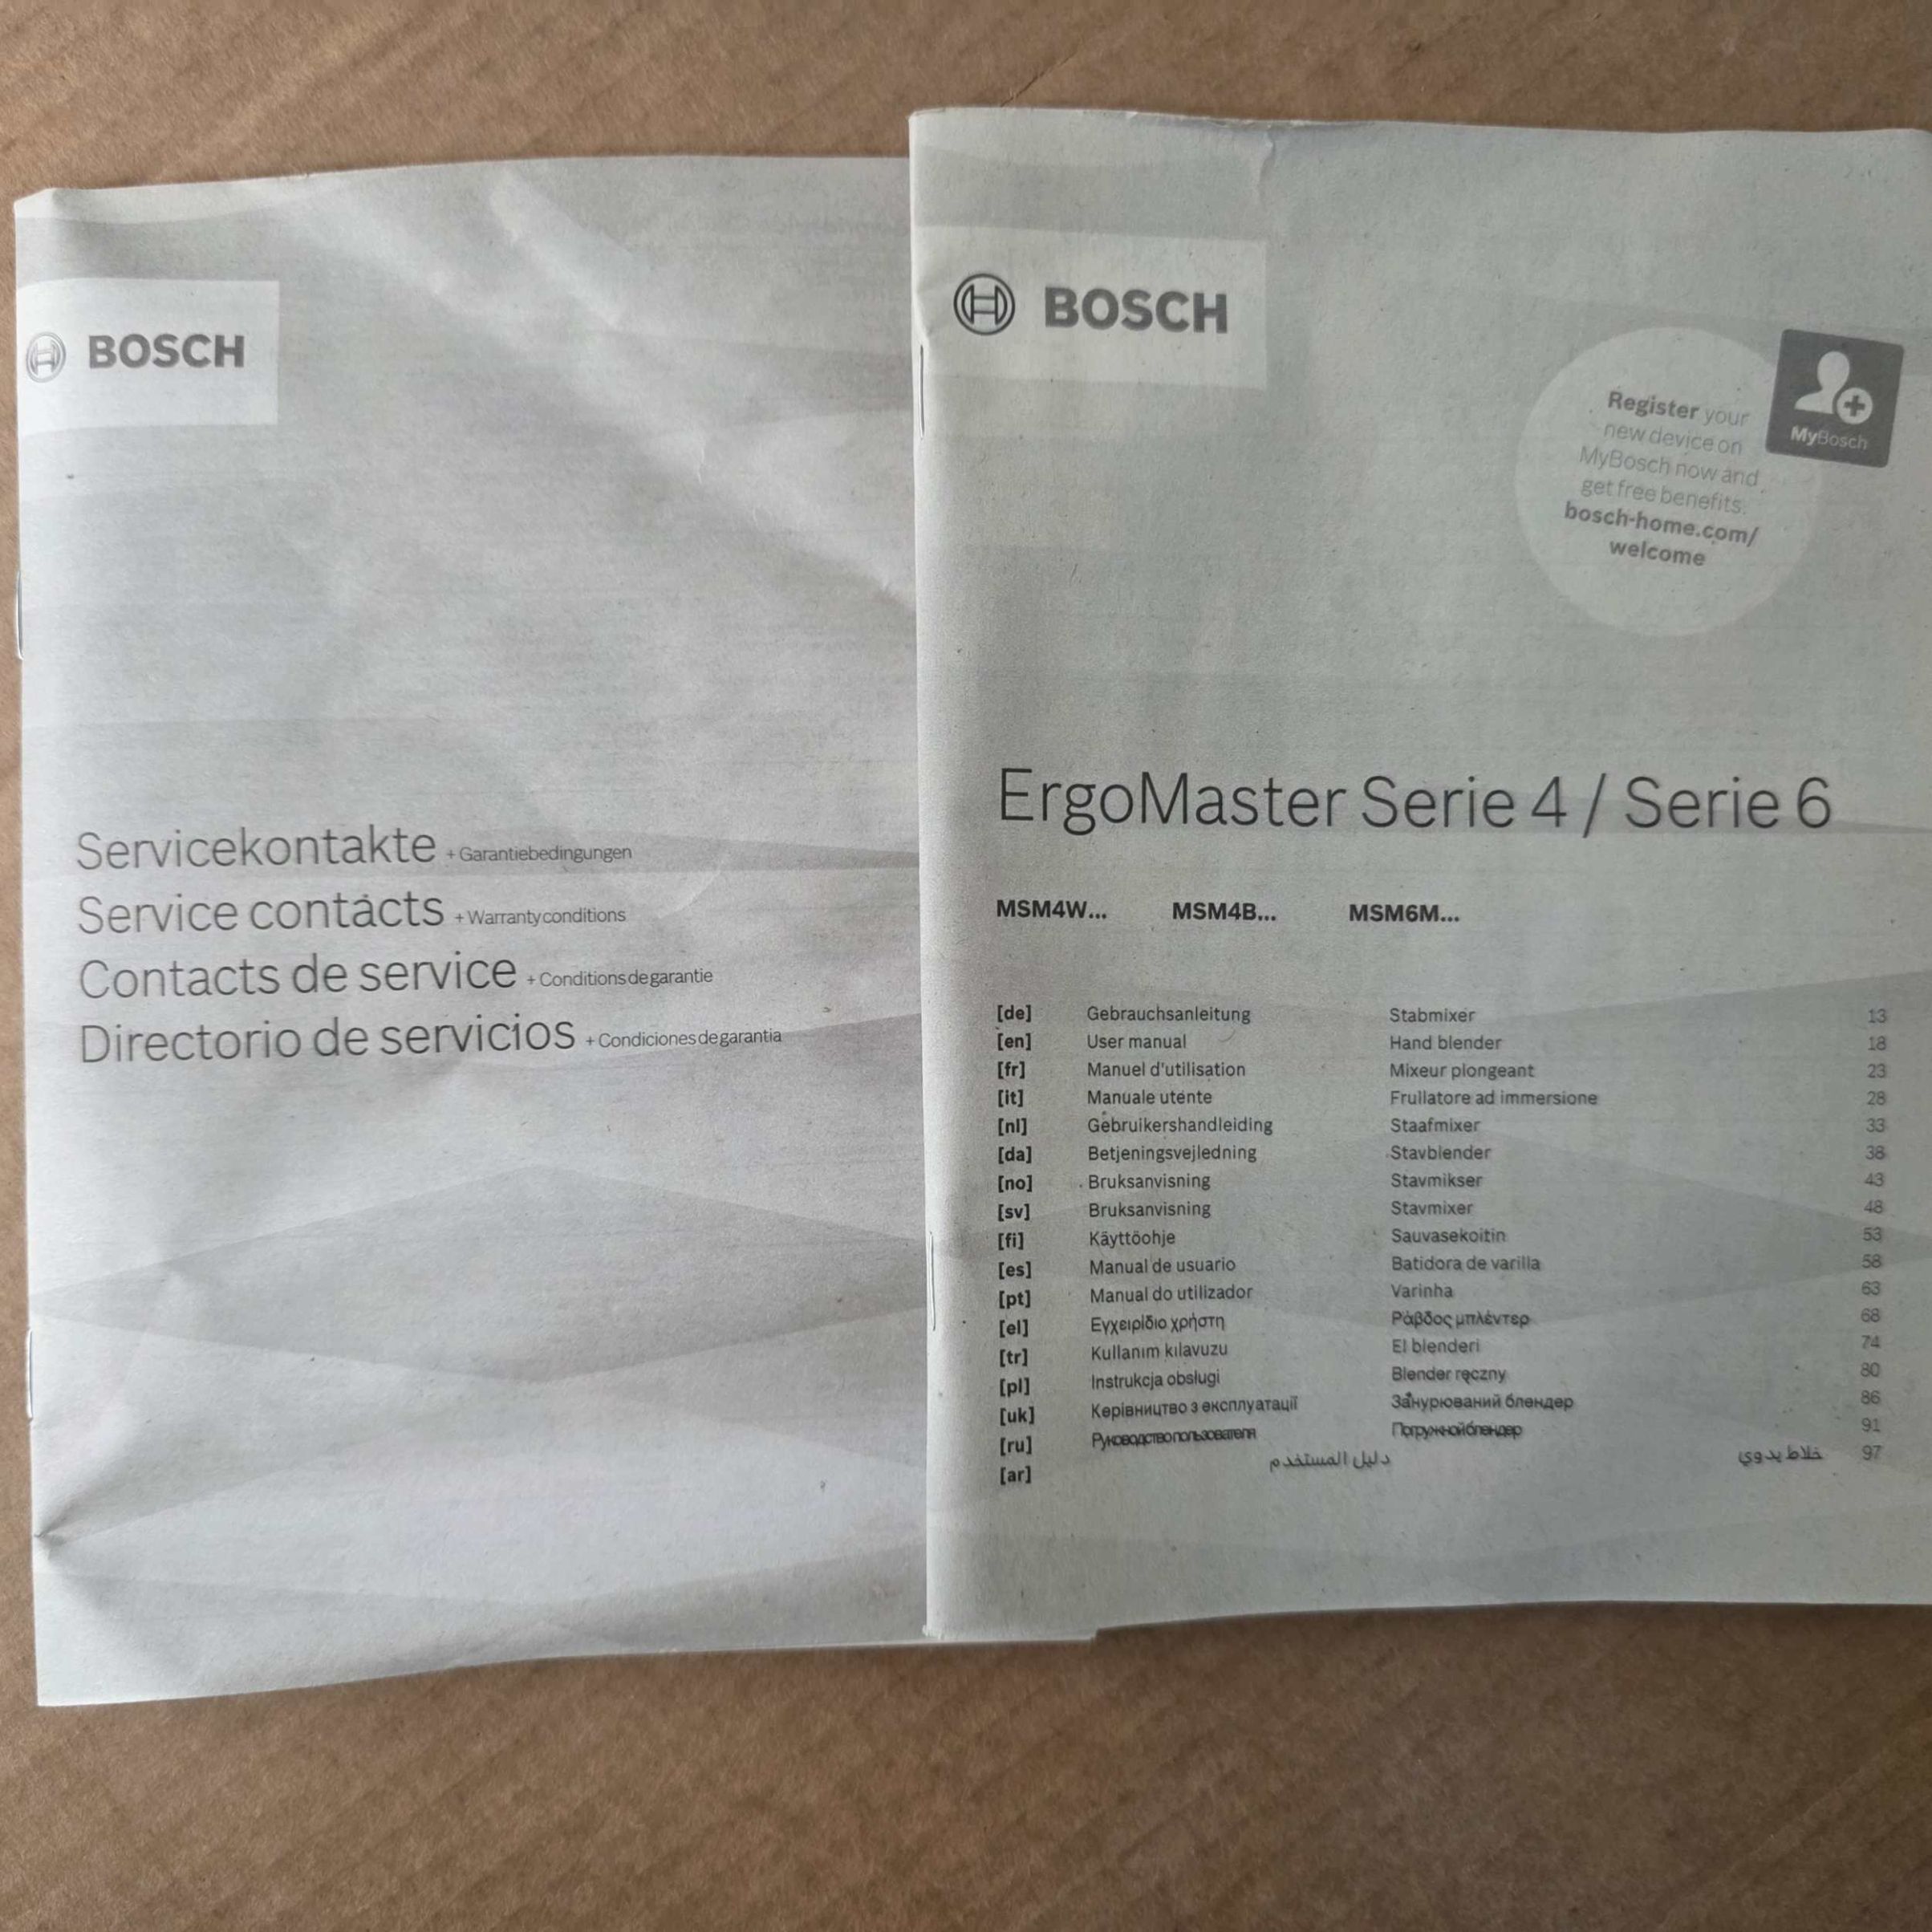 BOSCH
Servicekontakte + Garantiebedingungen
Service contacts + Warranty conditions
Contacts de service + Conditions de garantie
Directorio de servicios + Condiciones de garantia
BOSCH
Register your
new device on
MyBosch now and
get free benefits.
bosch-home.com/
welcome
MyBosch
ErgoMaster Serie 4 / Serie 6
MSM4W... MSM4B... MSM6M...
[de] Gebrauchsanleitung Stabmixer 13
[en] User manual Hand blender 18
[fr] Manuel d'utilisation Mixeur plongeant 23
[it] Manuale utente Frullatore ad immersione 28
[nl] Gebruikershandleiding Staafmixer 33
[da] Betjeningsvejledning Stavblender 38
[no] Bruksanvisning Stavmikser 43
[sv] Bruksanvisning Stavmixer 48
[fi] Käyttöohje Sauvasekoitin 53
[es] Manual de usuario Batidora de varilla 58
[pt] Manual do utilizador Varinha 63
[el] Εγχειρίδιο χρήστη Ράβδος μπλέντερ 68
[tr] Kullanım kılavuzu El blenderi 74
[pl] Instrukcja obsługi Blender ręczny 80
[uk] Керівництво з експлуатації Занурюваний блендер 86
[ru] Руководство пользователя Погружной блендер 91
[ar] دليل المستخدم خلاط يدوي 97